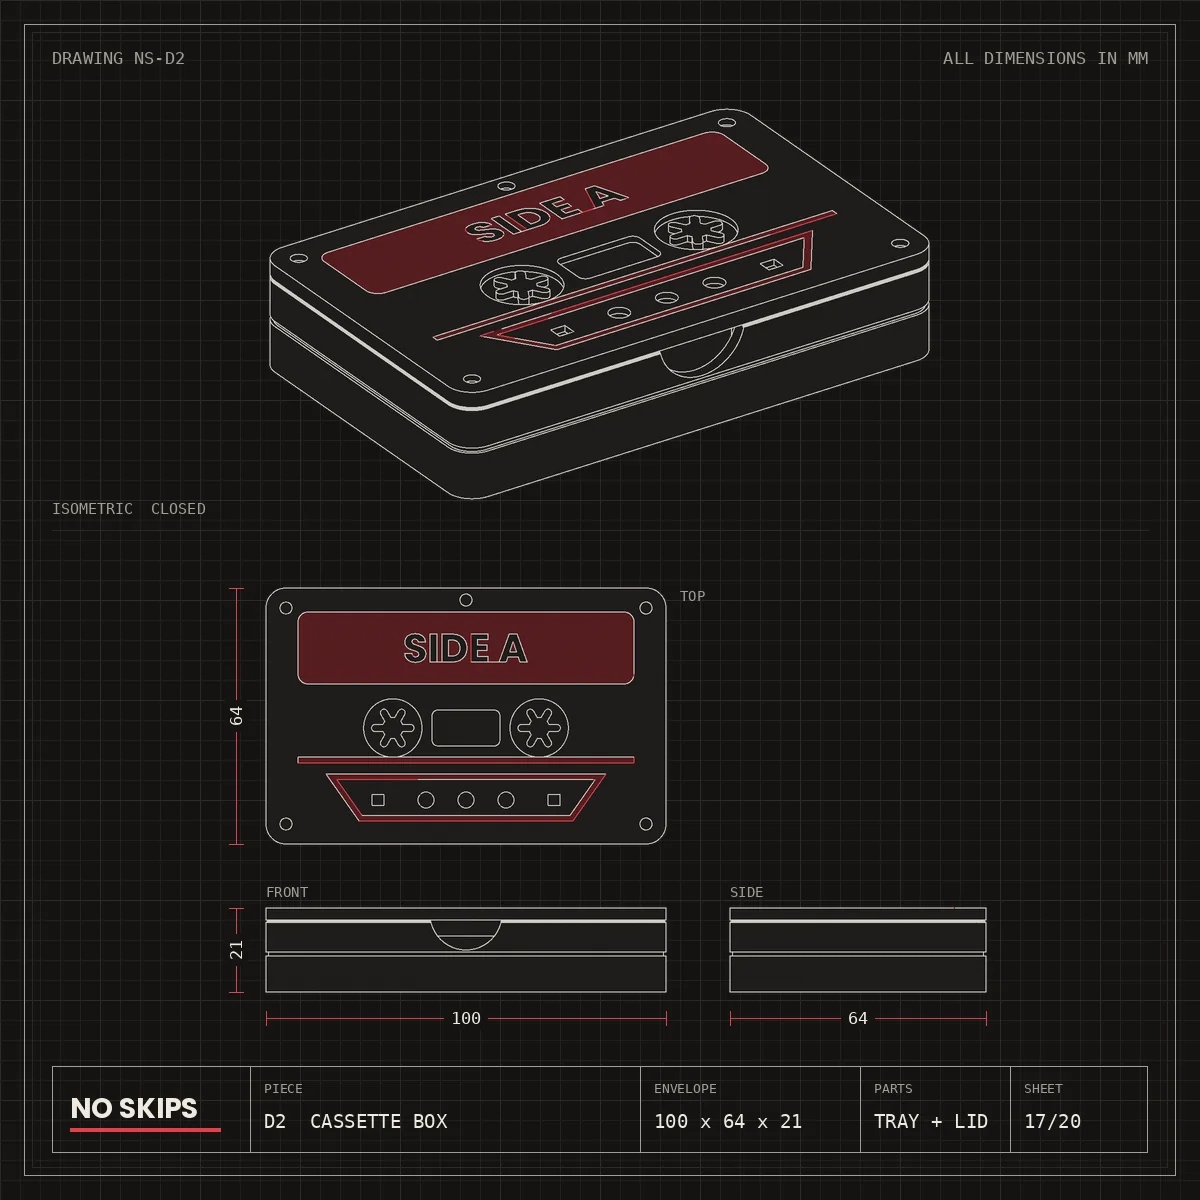 DRAWING NS-D2
ALL DIMENSIONS IN MM
SIDE A
ISOMETRIC  CLOSED
TOP
SIDE A
64
FRONT
SIDE
21
100
64
NO SKIPS
PIECE
D2  CASSETTE BOX
ENVELOPE
100 x 64 x 21
PARTS
TRAY + LID
SHEET
17/20